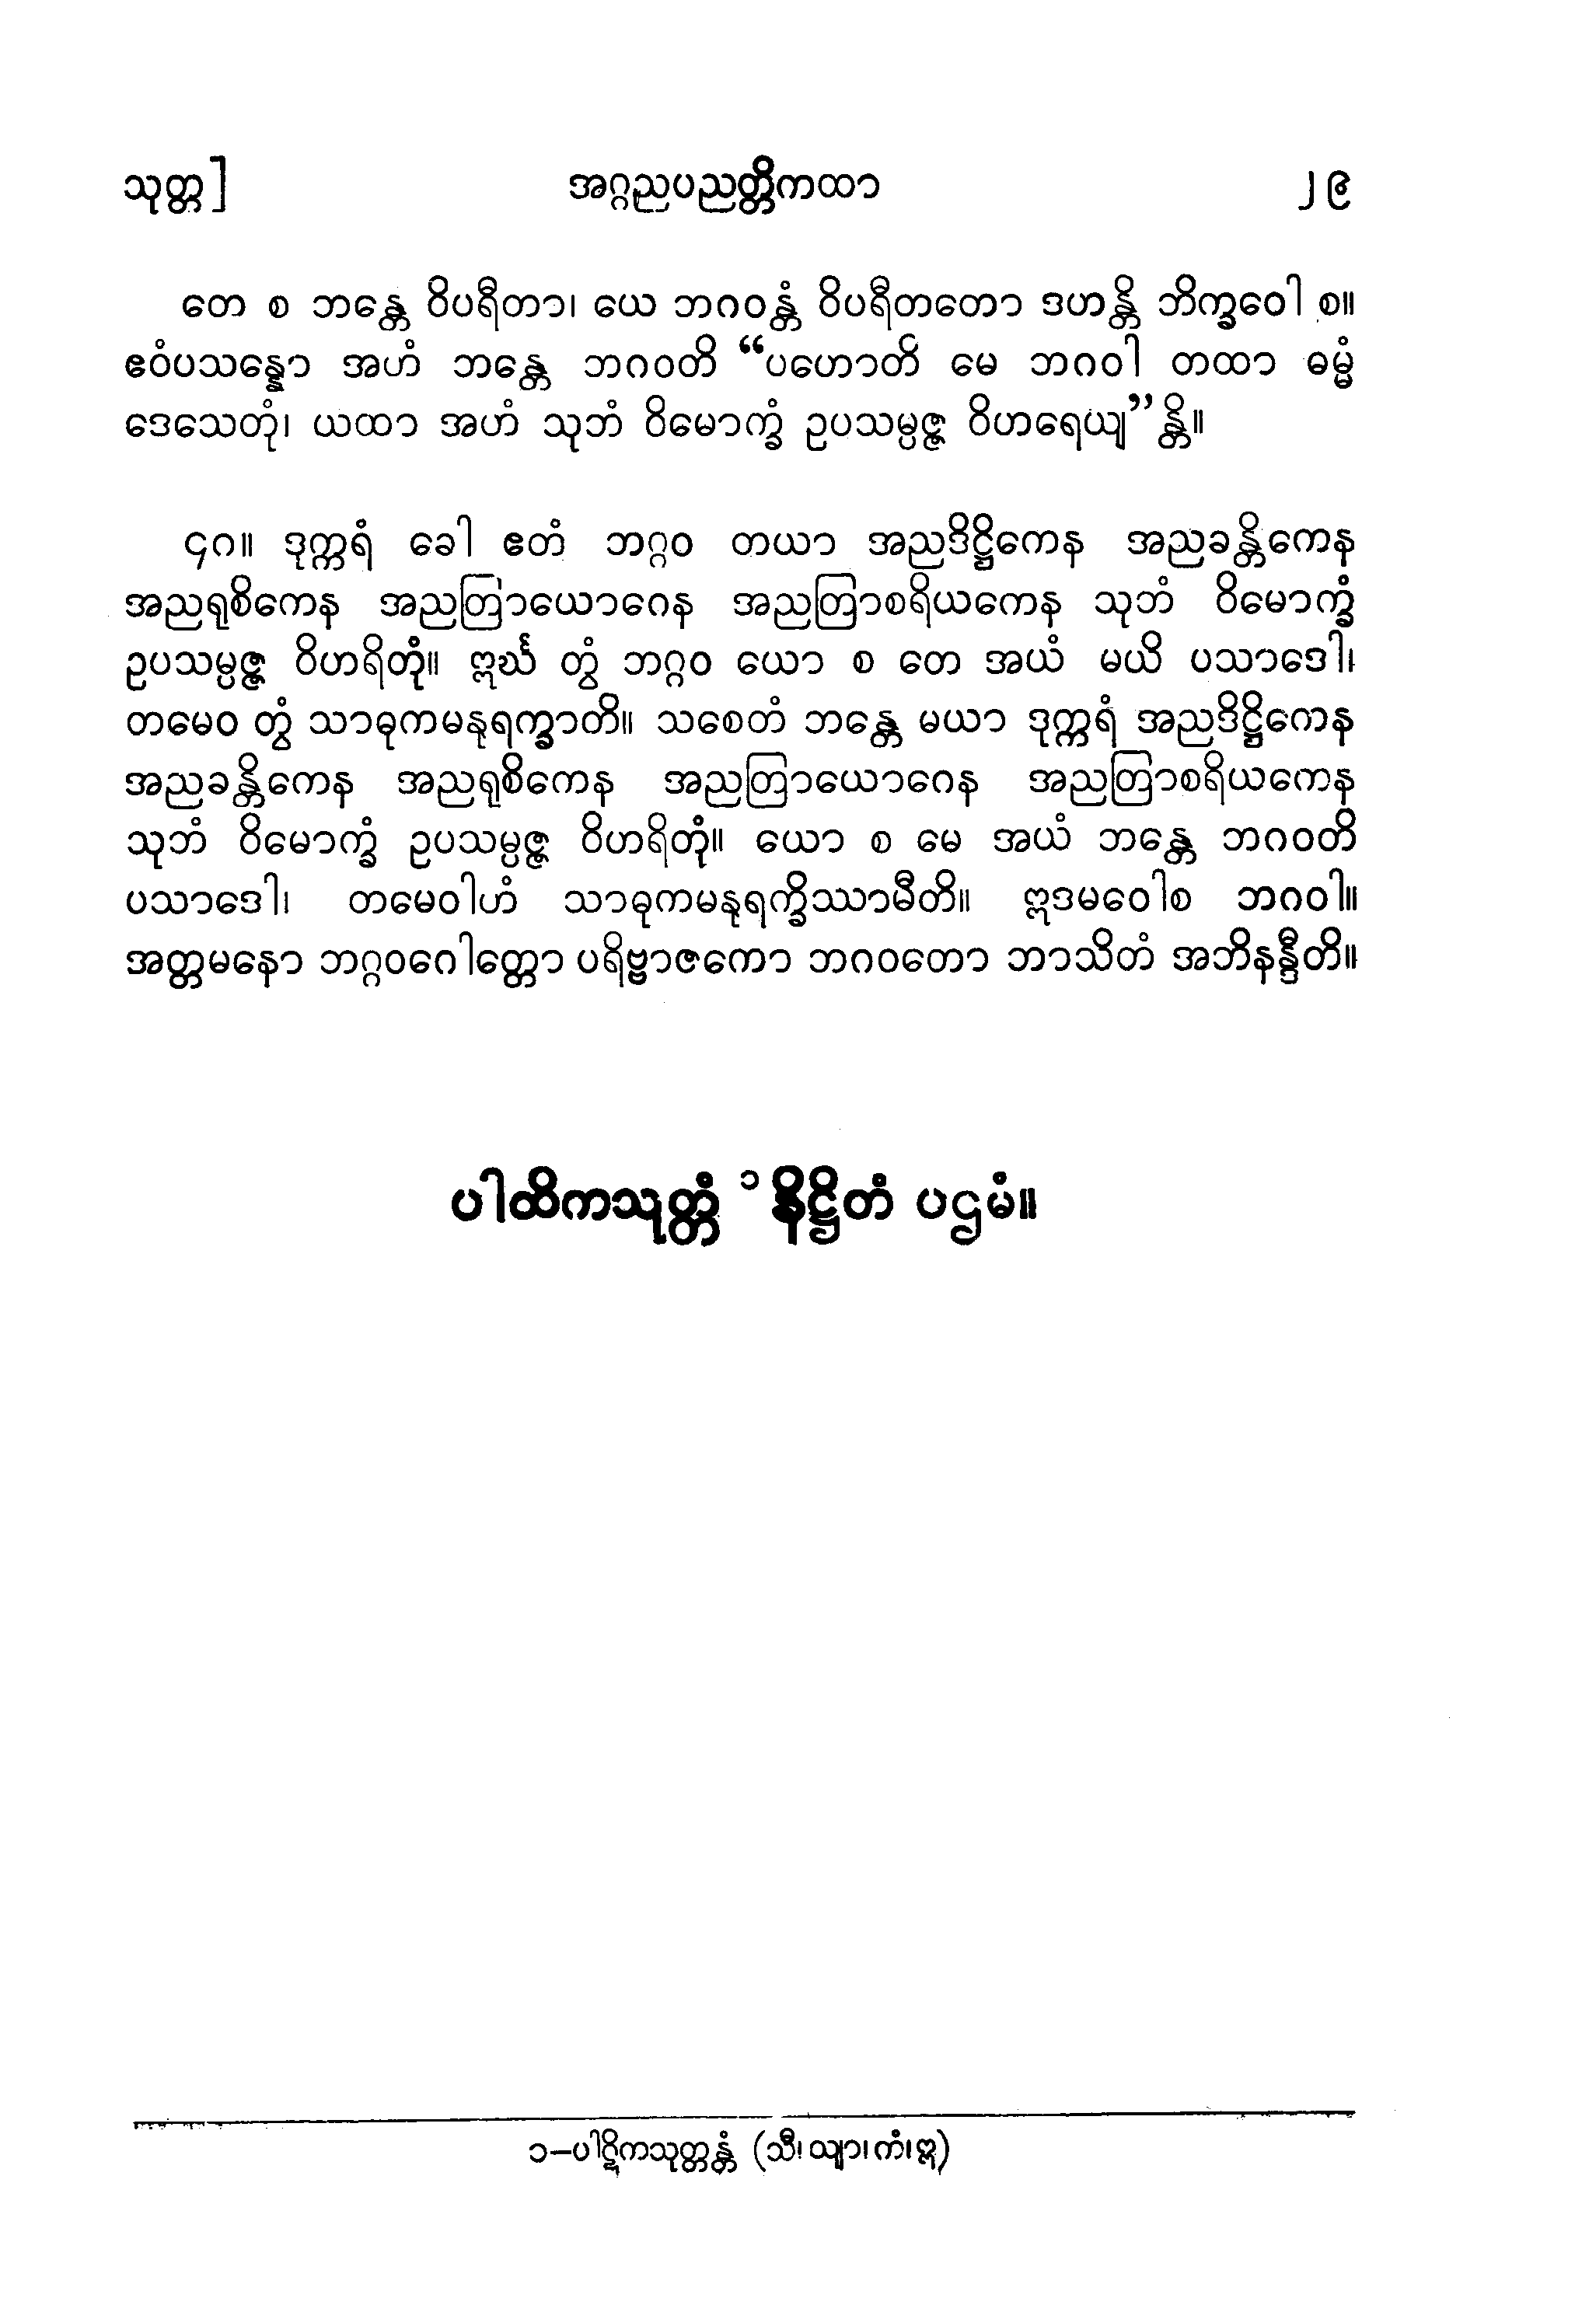 သုတ္တ] အဂ္ဂညပညတ္တိကထာ ၂၉
တေ စ ဘန္တေ ဝိပရီတာ၊ ယေ ဘဂဝန္တံ ဝိပရီတတော ဒဟန္တိ ဘိက္ခဝေါ စ။
ဧဝံပသန္နော အဟံ ဘန္တေ ဘဂဝတိ “ပဟောတိ မေ ဘဂဝါ တထာ ဓမ္မံ
ဒေသေတုံ၊ ယထာ အဟံ သုဘံ ဝိမောက္ခံ ဥပသမ္ပဇ္ဇ ဝိဟရေယျ”န္တိ။
၄ဂ။ ဒုက္ကရံ ခေါ ဧတံ ဘဂ္ဂဝ တယာ အညဒိဋ္ဌိကေန အညခန္တိကေန
အညရုစိကေန အညတြာယောဂေန အညတြာစရိယကေန သုဘံ ဝိမောက္ခံ
ဥပသမ္ပဇ္ဇ ဝိဟရိတုံ။ ဣင်္ဃ တွံ ဘဂ္ဂဝ ယော စ တေ အယံ မယိ ပသာဒေါ၊
တမေဝ တွံ သာဓုကမနုရက္ခာတိ။ သစေတံ ဘန္တေ မယာ ဒုက္ကရံ အညဒိဋ္ဌိကေန
အညခန္တိကေန အညရုစိကေန အညတြာယောဂေန အညတြာစရိယကေန
သုဘံ ဝိမောက္ခံ ဥပသမ္ပဇ္ဇ ဝိဟရိတုံ။ ယော စ မေ အယံ ဘန္တေ ဘဂဝတိ
ပသာဒေါ၊ တမေဝါဟံ သာဓုကမနုရက္ခိဿာမီတိ။ ဣဒမဝေါစ ဘဂဝါ။
အတ္တမနော ဘဂ္ဂဝဂေါတ္တော ပရိဗ္ဗာဇကော ဘဂဝတော ဘာသိတံ အဘိနန္ဒီတိ။
ပါထိကသုတ္တံ ၁ နိဋ္ဌိတံ ပဌမံ။
၁–ပါဋိကသုတ္တန္တံ (သီ၊ သျာ၊ ကံ၊ ဣ)